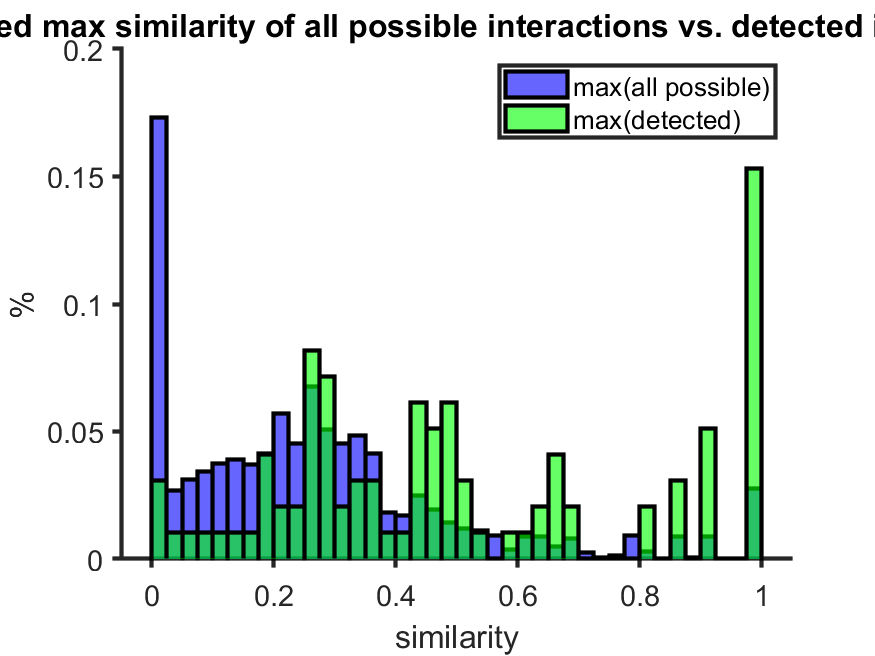 ed max similarity of all possible interactions vs. detected i
0.2
max(all possible)
max(detected)
0.15
0.1
%
0.05
0
0 0.2 0.4 0.6 0.8 1
similarity